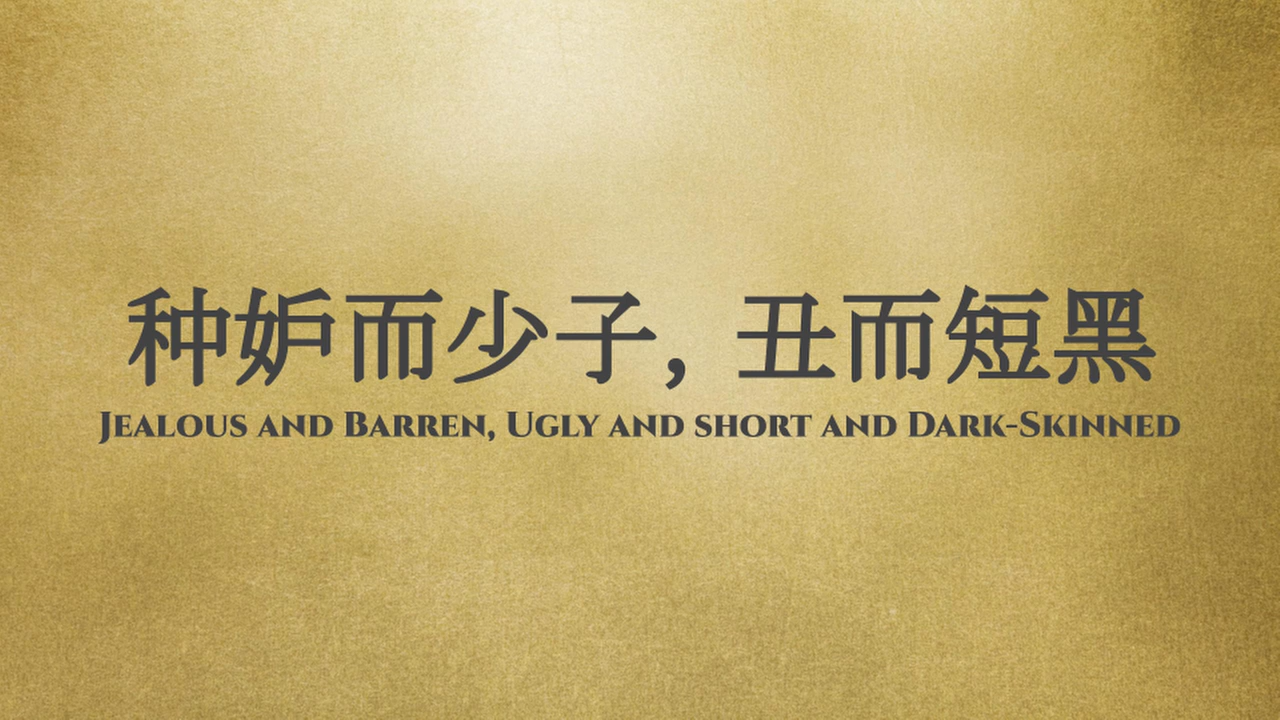 种妒而少子，丑而短黑
Jealous and Barren, Ugly and short and Dark-Skinned